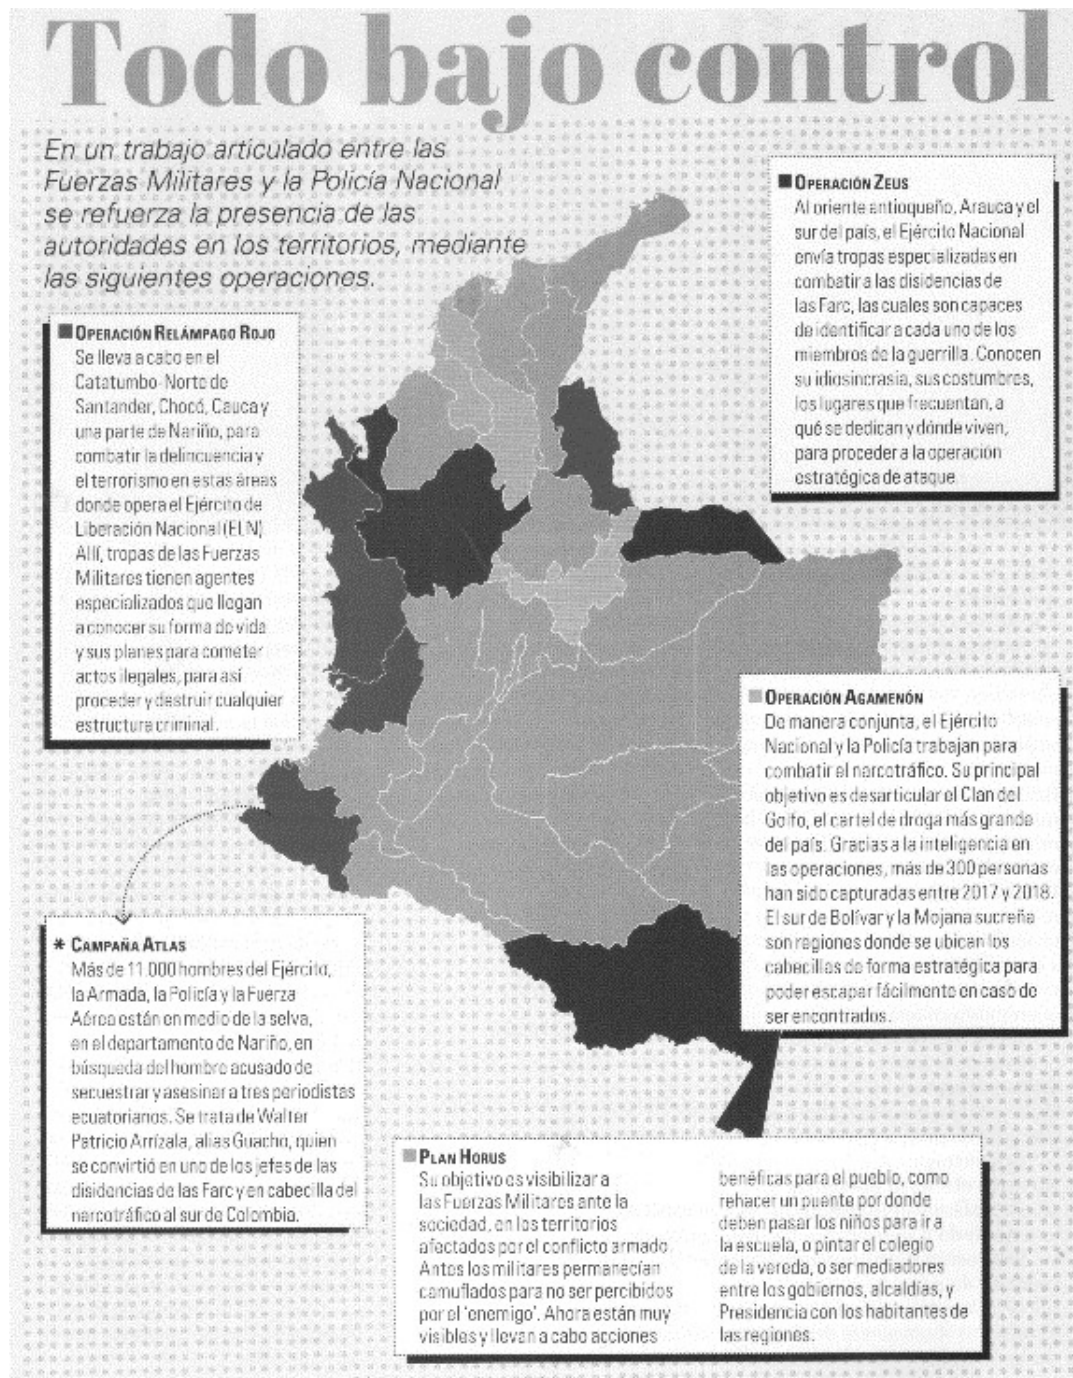 Todo bajo control
En un trabajo articulado entre las
Fuerzas Militares y la Policía Nacional
se refuerza la presencia de las
autoridades en los territorios, mediante
las siguientes operaciones.
OPERACIÓN RELÁMPAGO ROJO
Se lleva a cabo en el
Catatumbo-Norte de
Santander, Chocó, Cauca y
una parte de Nariño, para
combatir la delincuencia y
el terrorismo en estas áreas
donde opera el Ejército de
Liberación Nacional (ELN)
Allí, tropas de las Fuerzas
Militares tienen agentes
especializados que llegan
a conocer su forma de vida
y sus planes para cometer
actos ilegales, para así
proceder y destruir cualquier
estructura criminal.
OPERACIÓN ZEUS
Al oriente antioqueño, Arauca y el
sur del país, el Ejército Nacional
envía tropas especializadas en
combatir a las disidencias de
las Farc, las cuales son capaces
de identificar a cada uno de los
miembros de la guerrilla. Conocen
su idiosincrasia, sus costumbres,
los lugares que frecuentan, a
qué se dedican y dónde viven,
para proceder a la operación
estratégica de ataque
OPERACIÓN AGAMENÓN
De manera conjunta, el Ejército
Nacional y la Policía trabajan para
combatir el narcotráfico. Su principal
objetivo es desarticular el Clan del
Golfo, el cartel de droga más grande
del país. Gracias a la inteligencia en
las operaciones, más de 300 personas
han sido capturadas entre 2017 y 2018.
El sur de Bolívar y la Mojana sucreña
son regiones donde se ubican los
cabecillas de forma estratégica para
poder escapar fácilmente en caso de
ser encontrados.
* CAMPAÑA ATLAS
Más de 11.000 hombres del Ejército,
la Armada, la Policía y la Fuerza
Aérea están en medio de la selva,
en el departamento de Nariño, en
búsqueda del hombre acusado de
secuestrar y asesinar a tres periodistas
ecuatorianos. Se trata de Walter
Patricio Arrízala, alias Guacho, quien
se convirtió en uno de los jefes de las
disidencias de las Farc y en cabecilla del
narcotráfico al sur de Colombia.
PLAN HORUS
Su objetivo es visibilizar a
las Fuerzas Militares ante la
sociedad, en los territorios
afectados por el conflicto armado
Antes los militares permanecían
camuflados para no ser percibidos
por el 'enemigo'. Ahora están muy
visibles y llevan a cabo acciones
benéficas para el pueblo, como
rehacer un puente por donde
deben pasar los niños para ir a
la escuela, o pintar el colegio
de la vereda, o ser mediadores
entre los gobiernos, alcaldías, y
Presidencia con los habitantes de
las regiones.